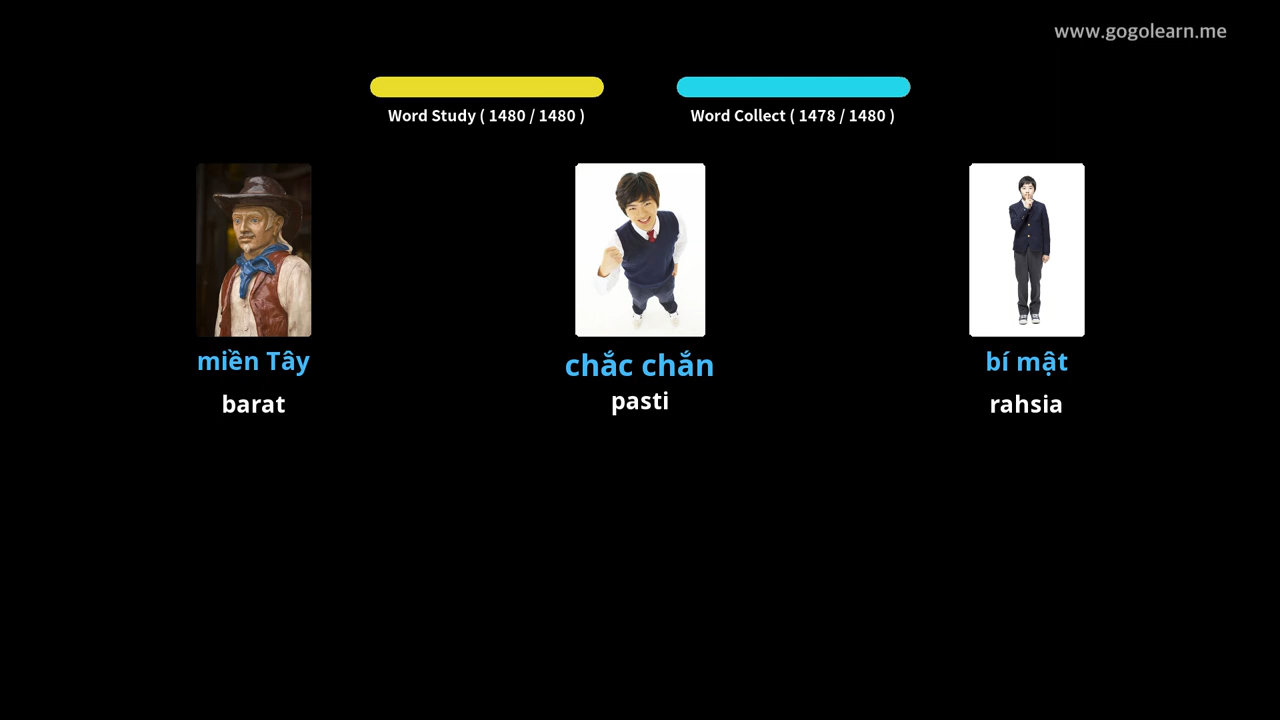 www.gogolearn.me
Word Study ( 1480 / 1480 )
Word Collect ( 1478 / 1480 )
miền Tây
chắc chắn
bí mật
barat
pasti
rahsia